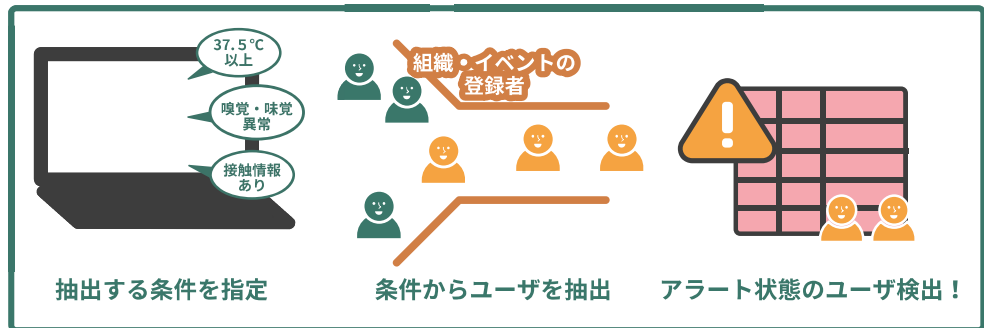 37.5℃
以上
嗅覚・味覚
異常
接触情報
あり
抽出する条件を指定
組織・イベントの
登録者
条件からユーザを抽出
アラート状態のユーザ検出！